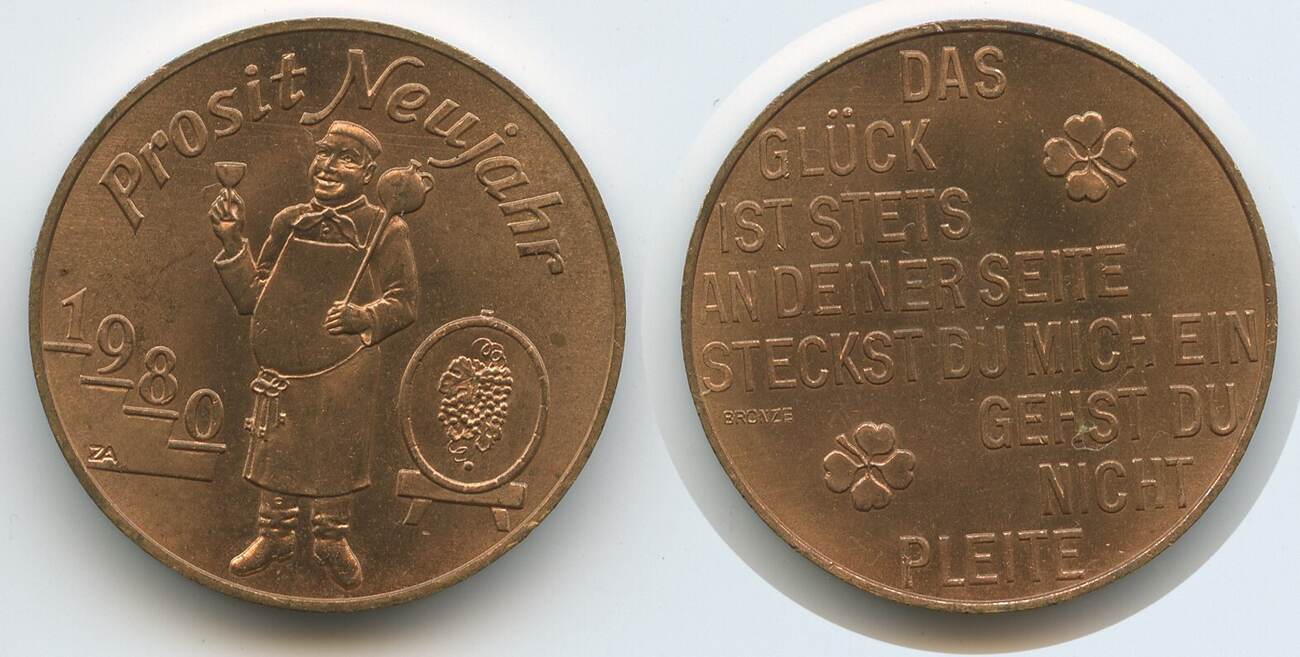 Prosit Neujahr
1980
ZA
DAS
GLÜCK
IST STETS
AN DEINER SEITE
STECKST DU MICH EIN
BRONZE
GEHST DU
NICHT
PLEITE